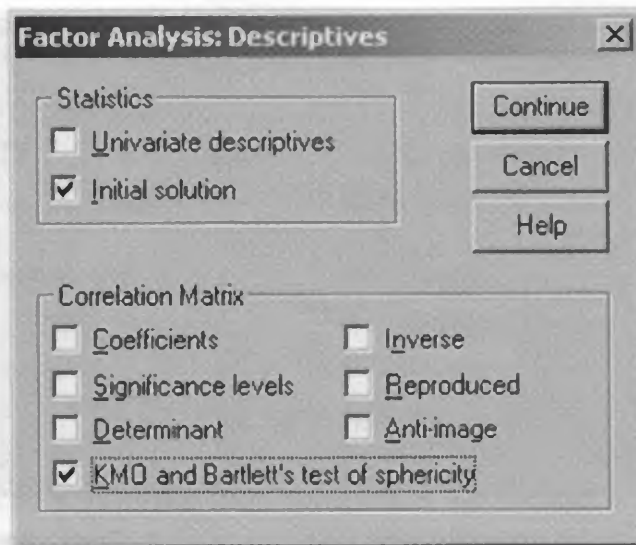 Factor Analysis: Descriptives
Statistics
Univariate descriptives
Initial solution
Continue
Cancel
Help
Correlation Matrix
Coefficients
Inverse
Significance levels
Reproduced
Determinant
Anti-image
KMO and Bartlett's test of sphericity